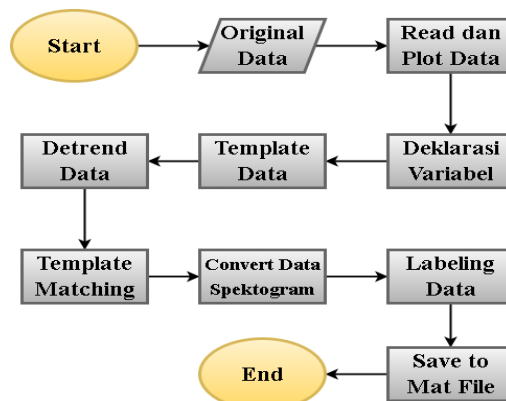 Start
Original
Data
Read dan
Plot Data
Deklarasi
Variabel
Template
Data
Detrend
Data
Template
Matching
Convert Data
Spektogram
Labeling
Data
Save to
Mat File
End